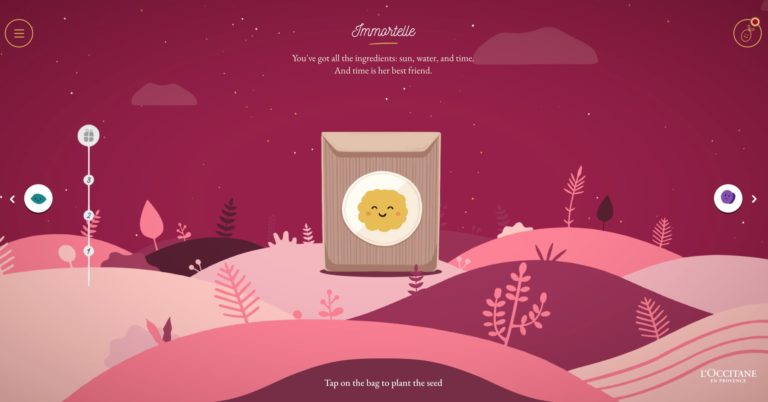 Immortelle
You've got all the ingredients: sun, water, and time.
And time is her best friend.
3
2
1
Tap on the bag to plant the seed
L'OCCITANE
EN PROVENCE